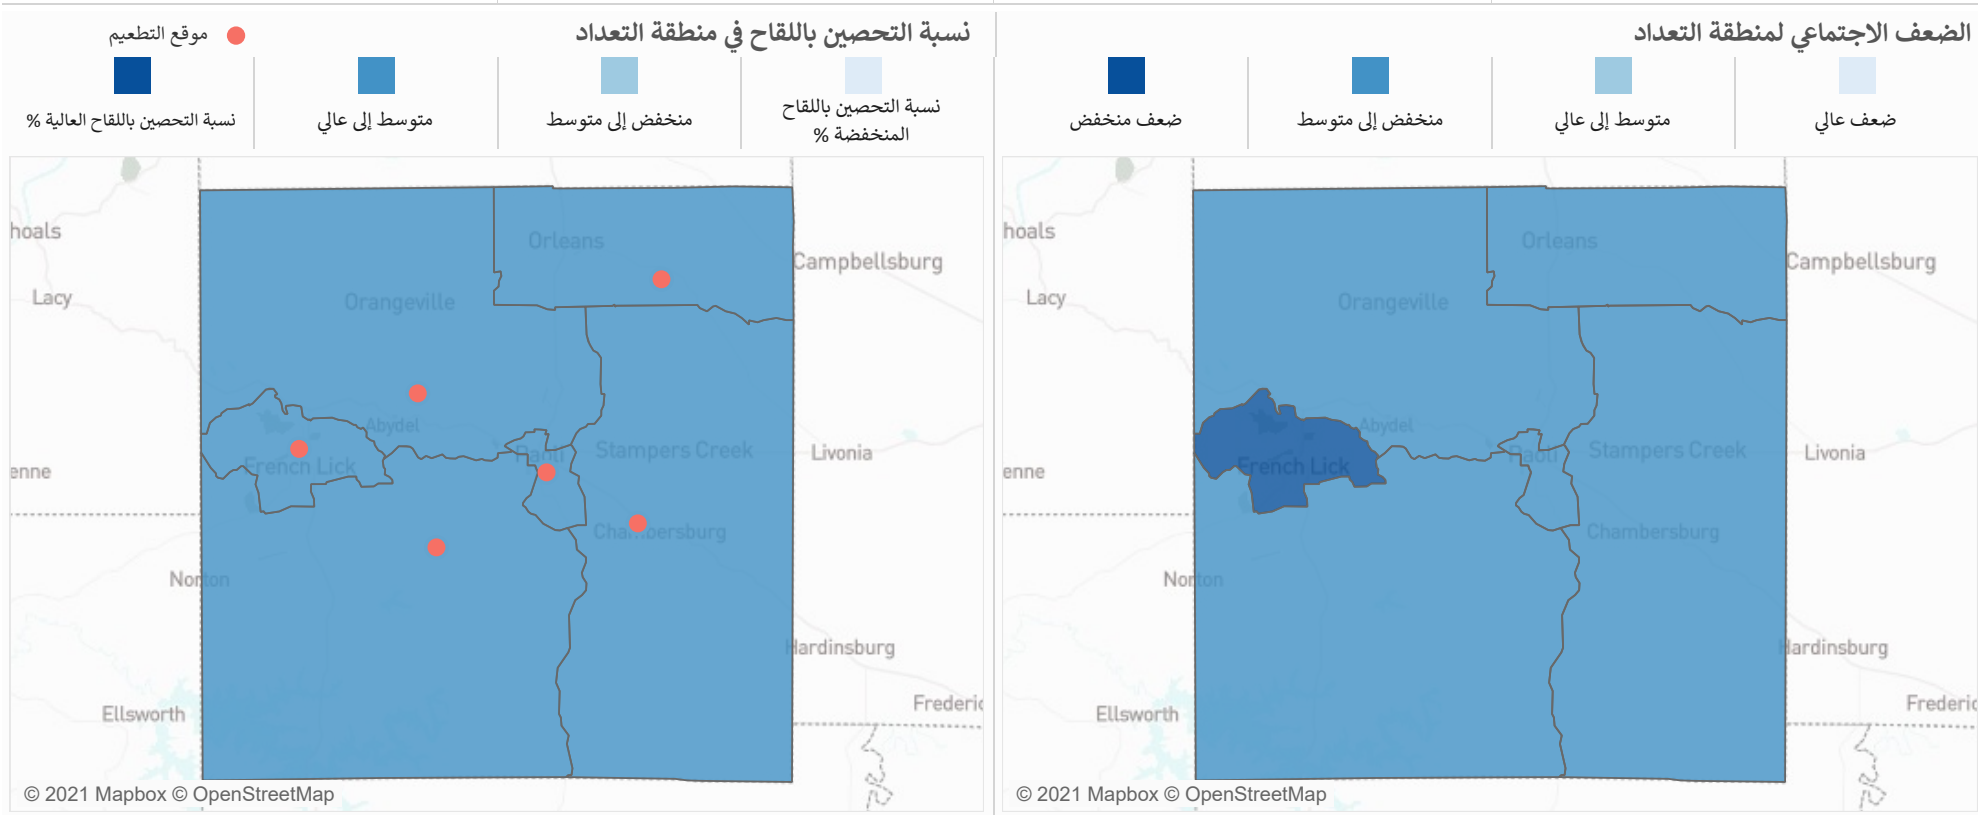 الضعف الاجتماعي لمنطقة التعداد
ضعف عالي
متوسط إلى عالي
منخفض إلى متوسط
ضعف منخفض
hoals
Orleans
Campbellsburg
Lacy
Orangeville
Abydel
Paoli
Stampers Creek
Livonia
French Lick
enne
Chambersburg
Norton
Hardinsburg
Ellsworth
Frederic
© 2021 Mapbox © OpenStreetMap
نسبة التحصين باللقاح في منطقة التعداد
موقع التطعيم
نسبة التحصين باللقاح
المنخفضة %
منخفض إلى متوسط
متوسط إلى عالي
نسبة التحصين باللقاح العالية %
hoals
Orleans
Campbellsburg
Lacy
Orangeville
Abydel
Paoli
Stampers Creek
Livonia
French Lick
enne
Chambersburg
Norton
Hardinsburg
Ellsworth
Frederic
© 2021 Mapbox © OpenStreetMap